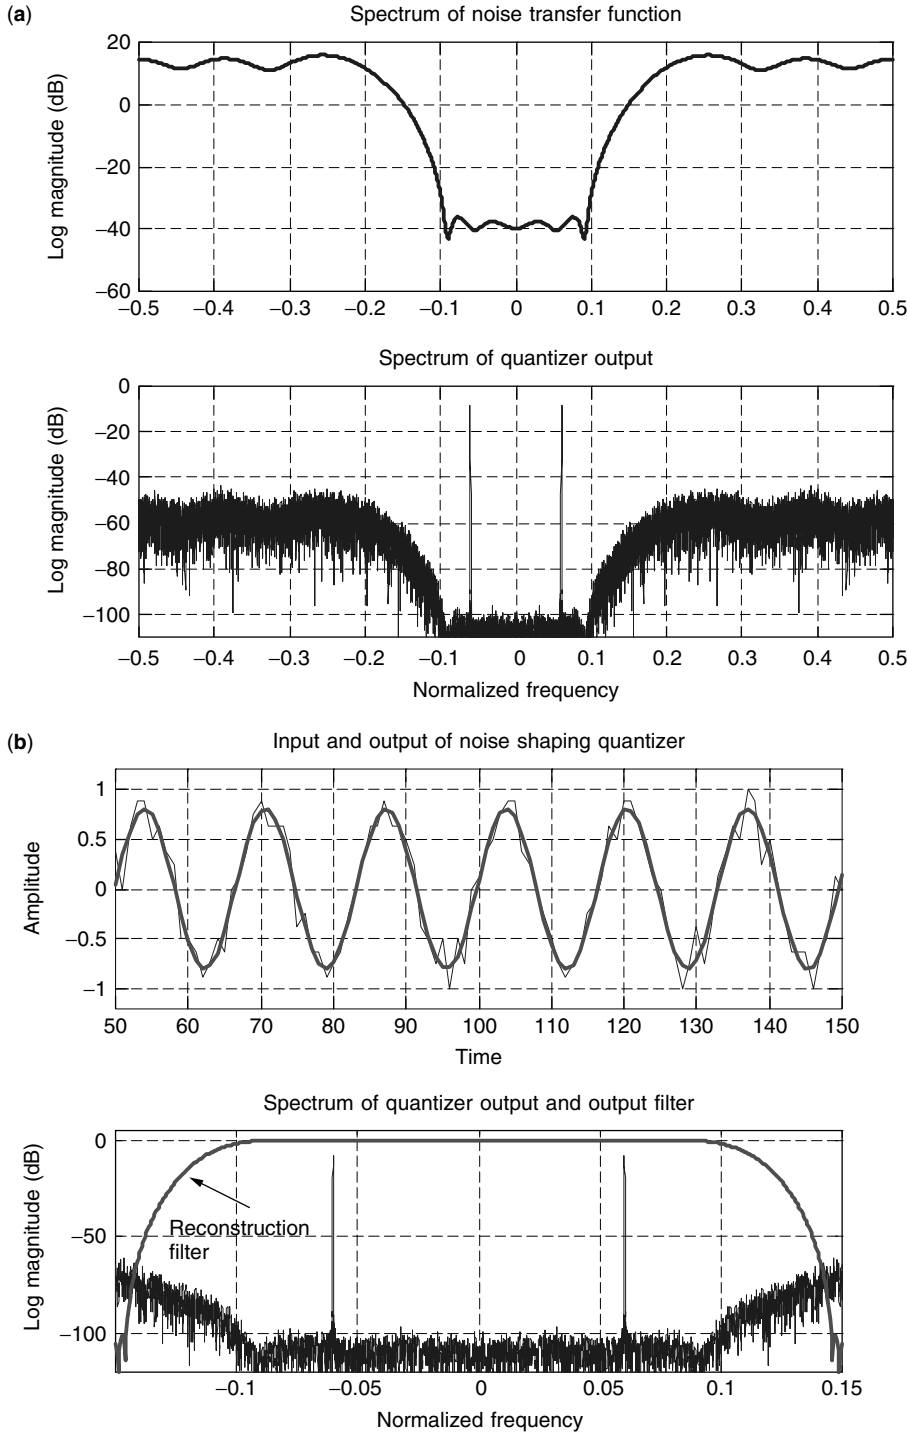 (a)
Spectrum of noise transfer function
Log magnitude (dB)
20
0
−20
−40
−60
−0.5 −0.4 −0.3 −0.2 −0.1 0 0.1 0.2 0.3 0.4 0.5
Spectrum of quantizer output
Log magnitude (dB)
0
−20
−40
−60
−80
−100
−0.5 −0.4 −0.3 −0.2 −0.1 0 0.1 0.2 0.3 0.4 0.5
Normalized frequency
(b)
Input and output of noise shaping quantizer
Amplitude
1
0.5
0
−0.5
−1
50 60 70 80 90 100 110 120 130 140 150
Time
Spectrum of quantizer output and output filter
Log magnitude (dB)
0
−50
−100
Reconstruction
filter
−0.1 −0.05 0 0.05 0.1 0.15
Normalized frequency